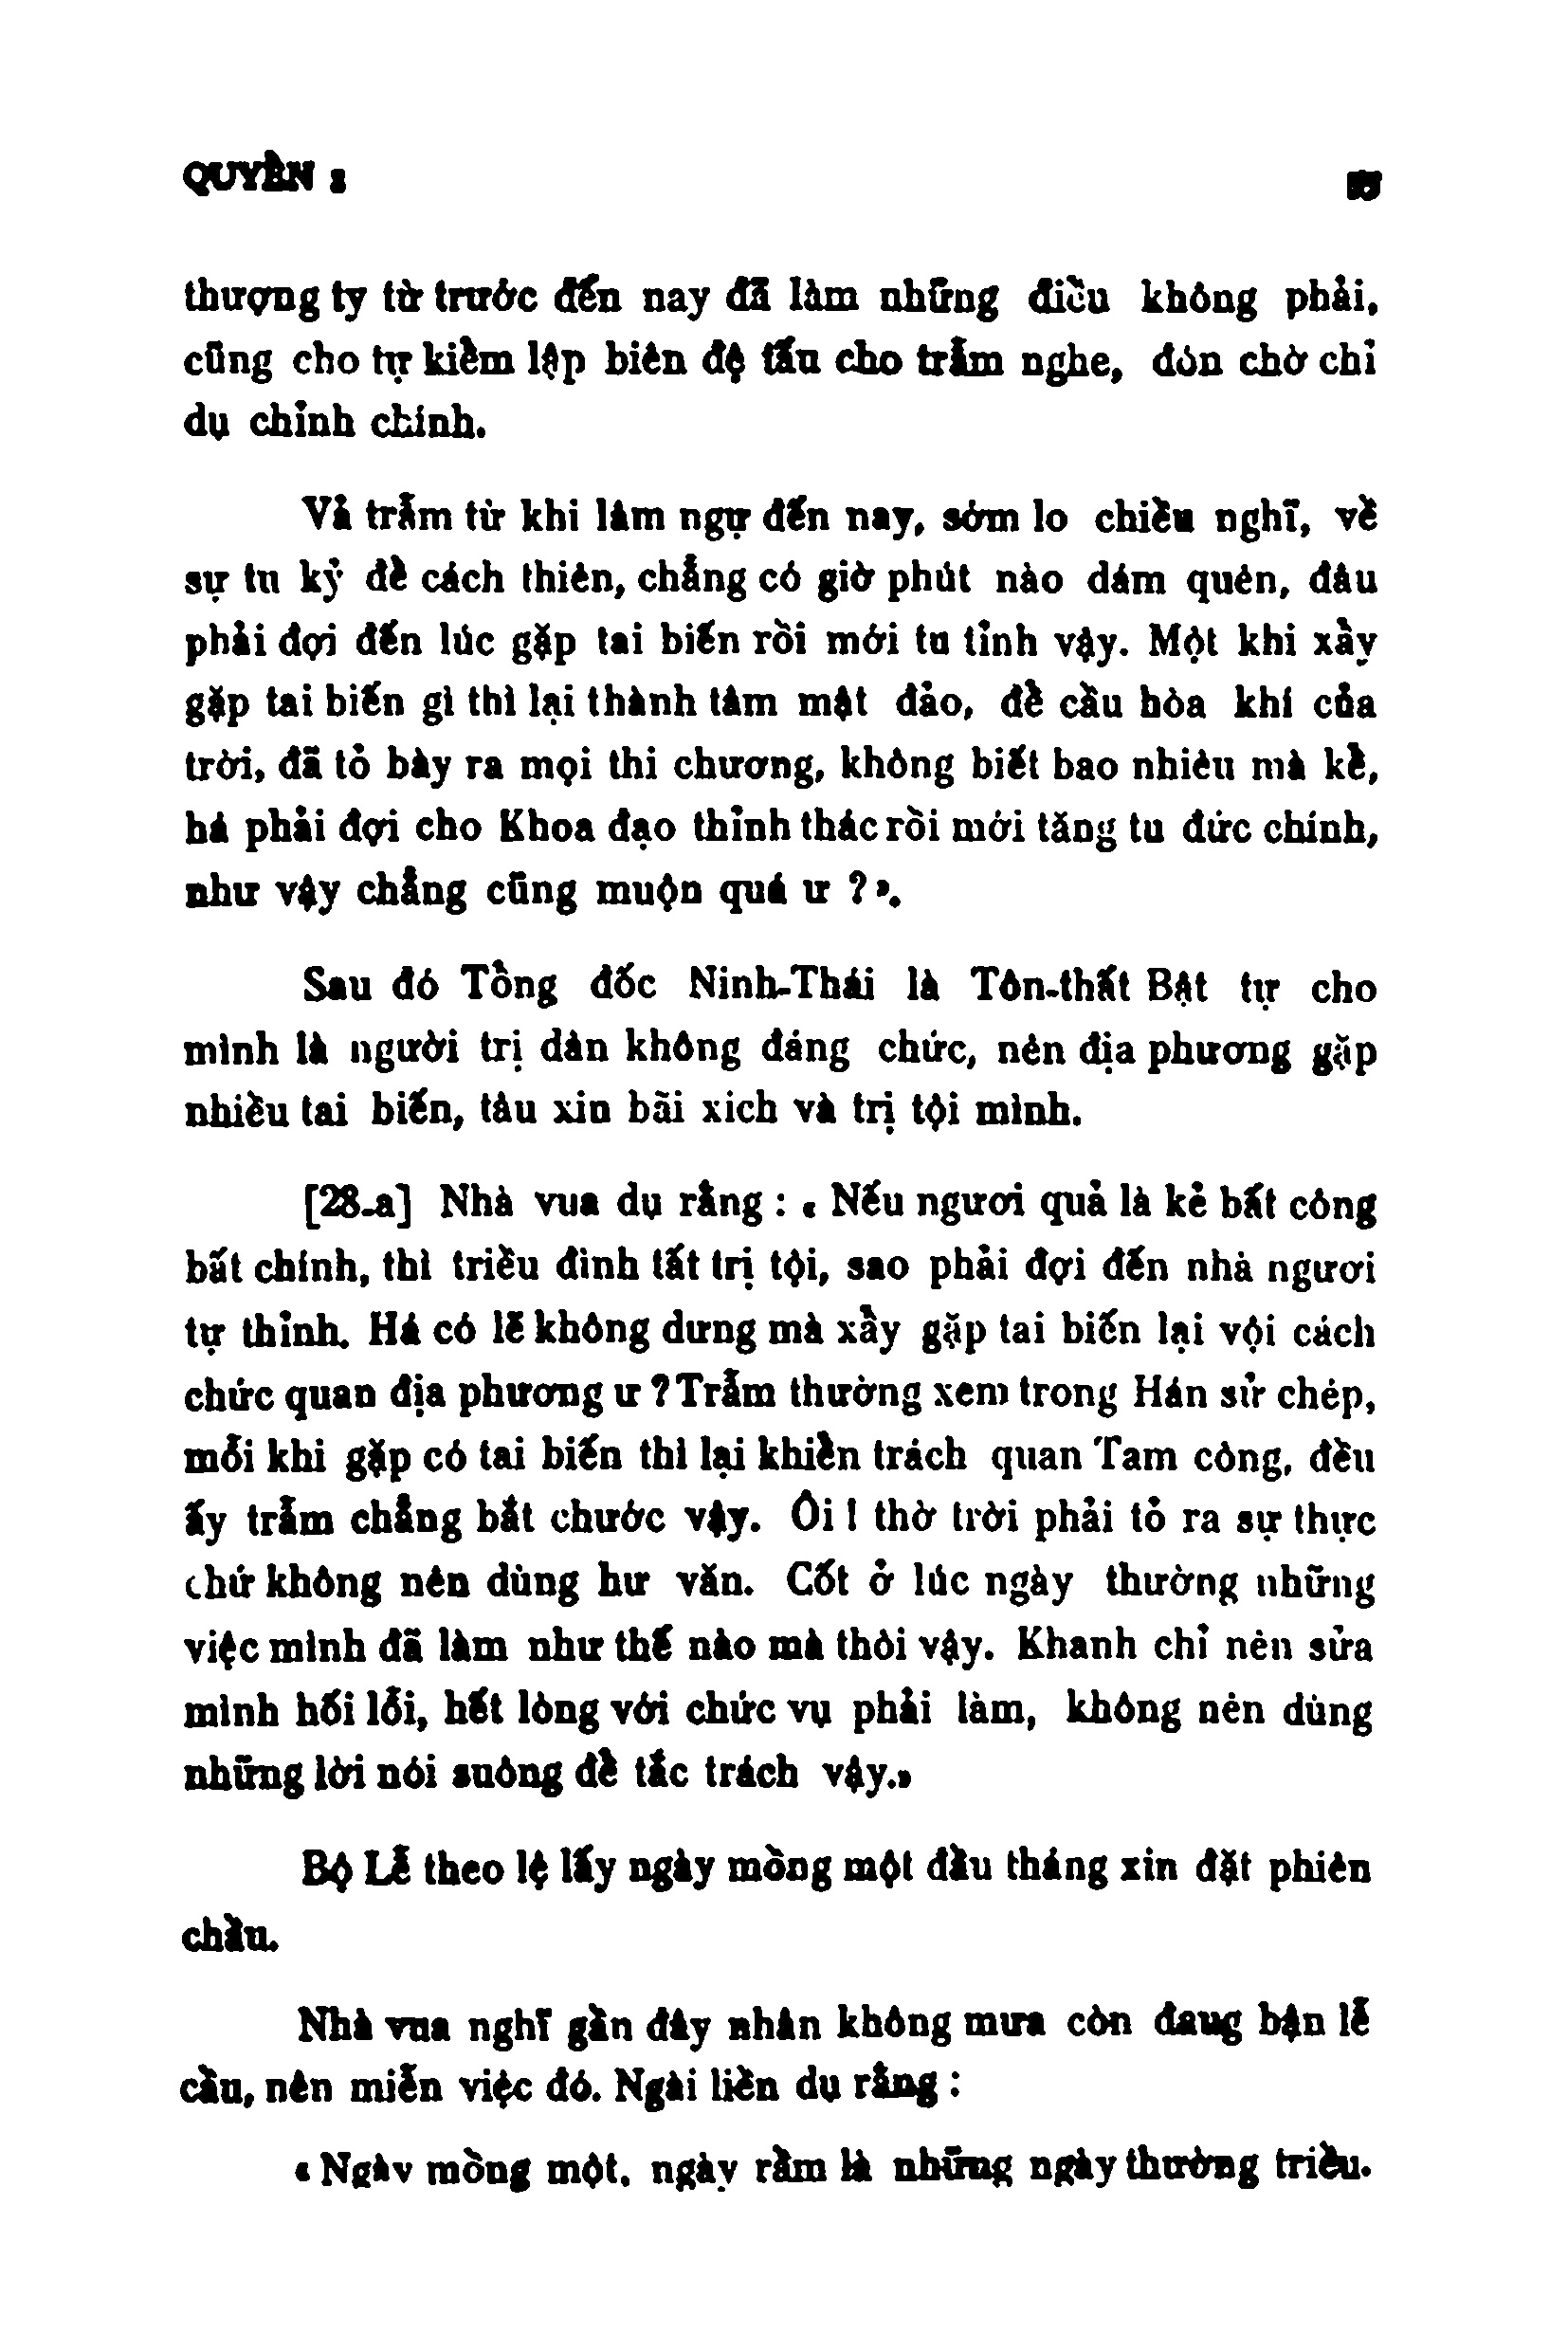 QUYỂN
thượng ty từ trước đến nay đã làm những điều không phải,
cũng cho tự kiểm lập biên đệ tấu cho trẫm nghe, đón chờ chỉ
dụ chỉnh chính.
Vả trẫm từ khi lâm ngự đến nay, sớm lo chiều nghĩ, về
sự tu kỷ để cách thiên, chẳng có giờ phút nào dám quên, đâu
phải đợi đến lúc gặp tai biến rồi mới tu tỉnh vậy. Một khi xảy
gặp tai biến gì thì lại thành tâm mật đảo, để cầu hòa khí của
trời, đã tỏ bày ra mọi thi chương, không biết bao nhiêu mà kể,
há phải đợi cho Khoa đạo thỉnh thác rồi mới tăng tu đức chính,
như vậy chẳng cũng muộn quá ư ?».
Sau đó Tổng đốc Ninh-Thái là Tôn-thất Bật tự cho
mình là người trị dân không đáng chức, nên địa phương gặp
nhiều tai biến, tâu xin bãi xích và trị tội mình.
[28-a] Nhà vua dụ rằng : « Nếu ngươi quả là kẻ bất công
bất chính, thì triều đình tất trị tội, sao phải đợi đến nhà ngươi
tự thỉnh. Há có lẽ không dưng mà xảy gặp tai biến lại vội cách
chức quan địa phương ư ? Trẫm thường xem trong Hán sử chép,
mỗi khi gặp có tai biến thì lại khiển trách quan Tam công, đều
ấy trẫm chẳng bắt chước vậy. Ôi ! thờ trời phải tỏ ra sự thực
chứ không nên dùng hư văn. Cốt ở lúc ngày thường những
việc mình đã làm như thế nào mà thôi vậy. Khanh chỉ nên sửa
mình hối lỗi, hết lòng với chức vụ phải làm, không nên dùng
những lời nói suông để tắc trách vậy.»
Bộ Lễ theo lệ lấy ngày mồng một đầu tháng xin đặt phiên
chầu.
Nhà vua nghĩ gần đây nhân không mưa còn đaug bận lễ
cầu, nên miễn việc đó. Ngài liền dụ rằng :
« Ngày mồng một, ngày rằm là những ngày thường triều.